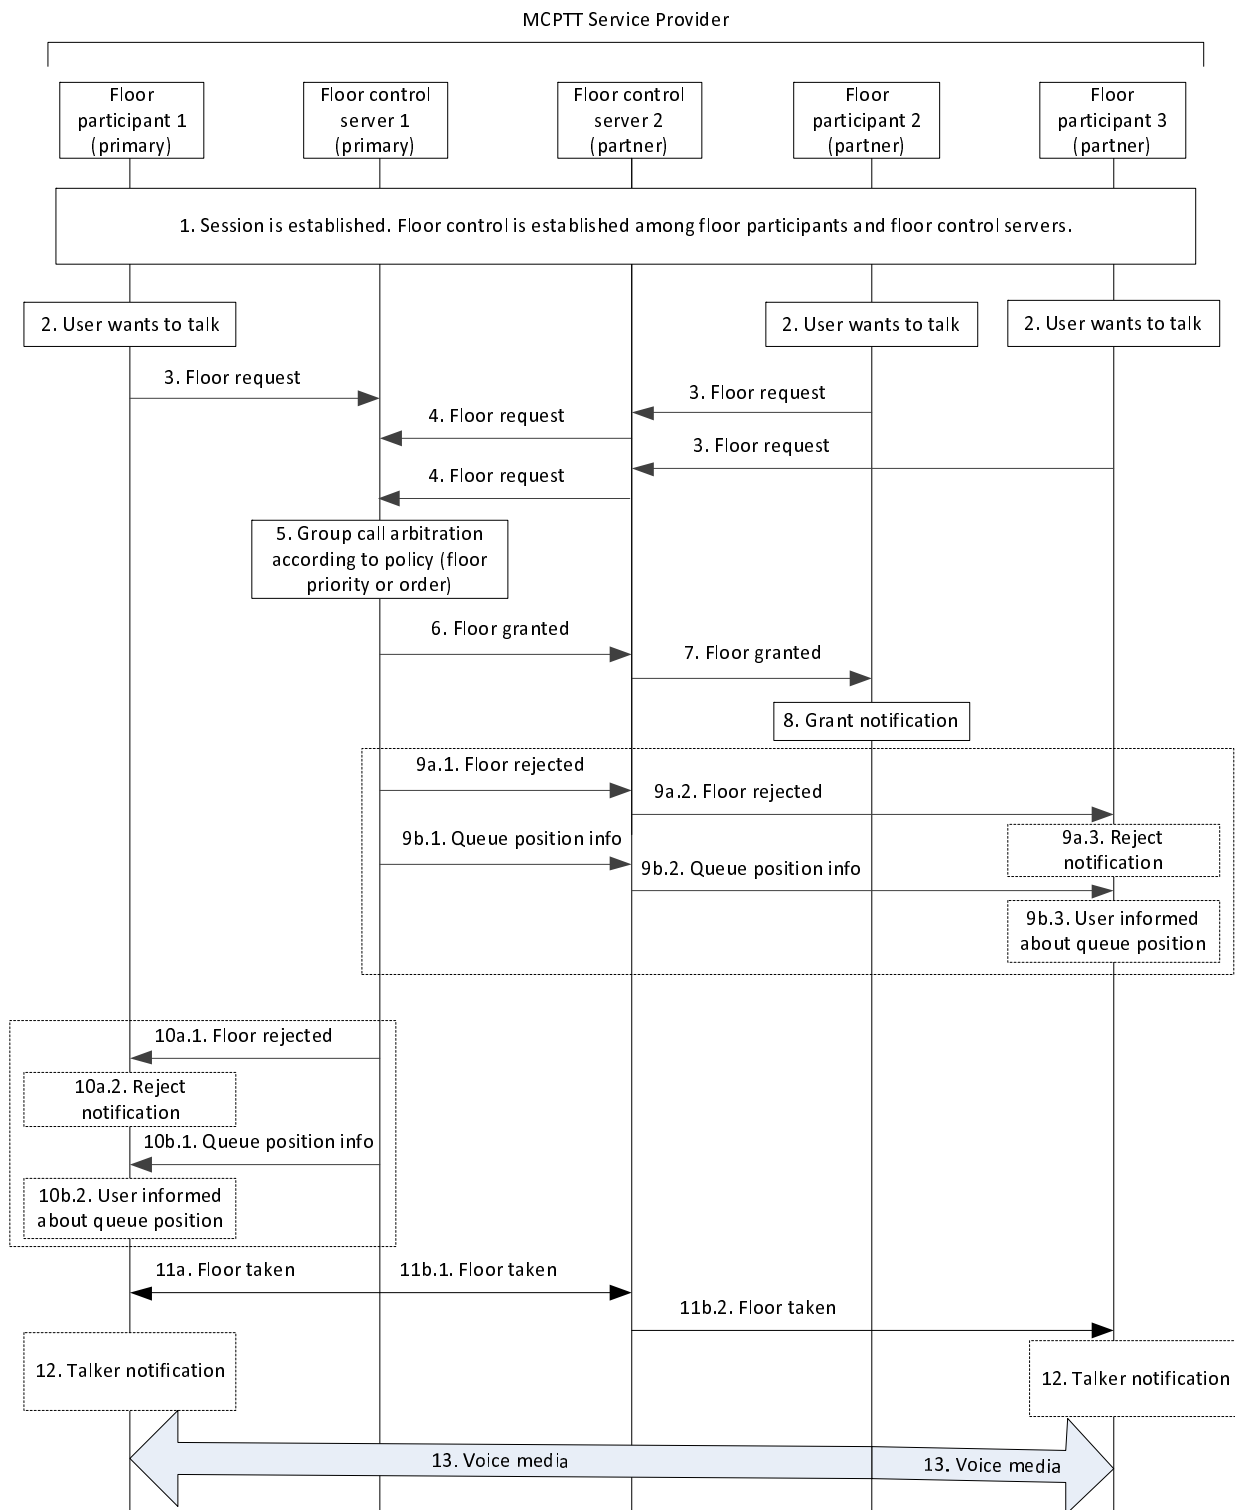 MCPTT Service Provider
Floor
participant 1
(primary)
Floor control
server 1
(primary)
Floor control
server 2
(partner)
Floor
participant 2
(partner)
Floor
participant 3
(partner)
1. Session is established. Floor control is established among floor participants and floor control servers.
2. User wants to talk
2. User wants to talk
2. User wants to talk
3. Floor request
3. Floor request
4. Floor request
3. Floor request
4. Floor request
5. Group call arbitration
according to policy (floor
priority or order)
6. Floor granted
7. Floor granted
8. Grant notification
9a.1. Floor rejected
9a.2. Floor rejected
9a.3. Reject
notification
9b.1. Queue position info
9b.2. Queue position info
9b.3. User informed
about queue position
10a.1. Floor rejected
10a.2. Reject
notification
10b.1. Queue position info
10b.2. User informed
about queue position
11a. Floor taken
11b.1. Floor taken
11b.2. Floor taken
12. Talker notification
12. Talker notification
13. Voice media
13. Voice media